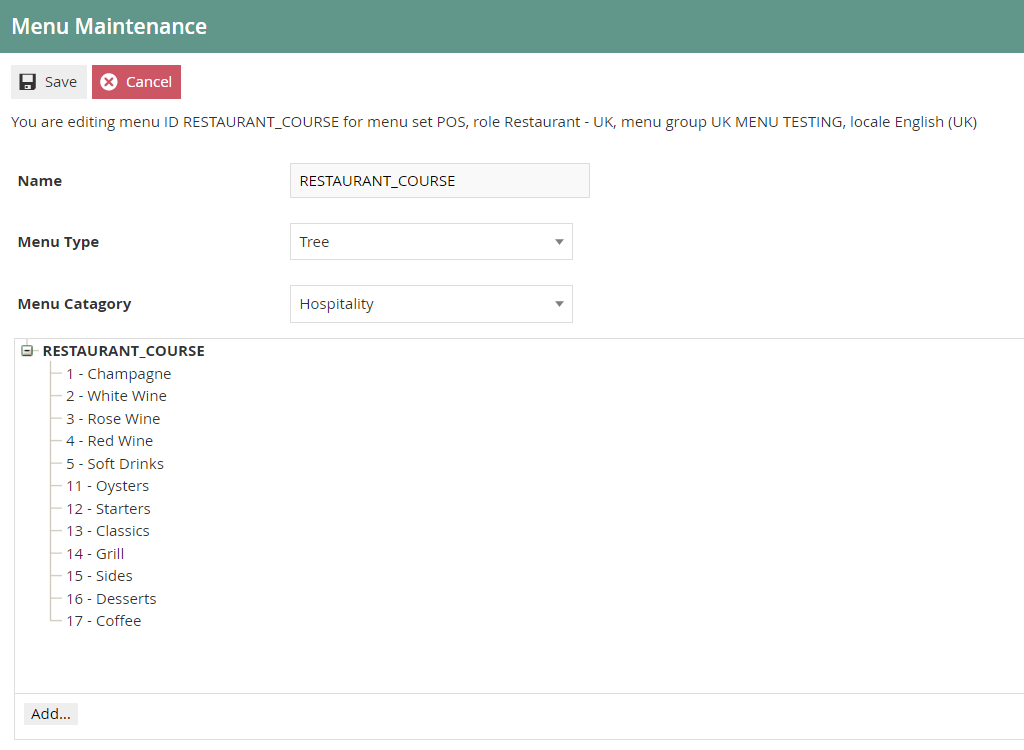 Menu Maintenance
Save Cancel
You are editing menu ID RESTAURANT_COURSE for menu set POS, role Restaurant - UK, menu group UK MENU TESTING, locale English (UK)
Name RESTAURANT_COURSE
Menu Type Tree
Menu Catagory Hospitality
RESTAURANT_COURSE
1 - Champagne
2 - White Wine
3 - Rose Wine
4 - Red Wine
5 - Soft Drinks
11 - Oysters
12 - Starters
13 - Classics
14 - Grill
15 - Sides
16 - Desserts
17 - Coffee
Add...